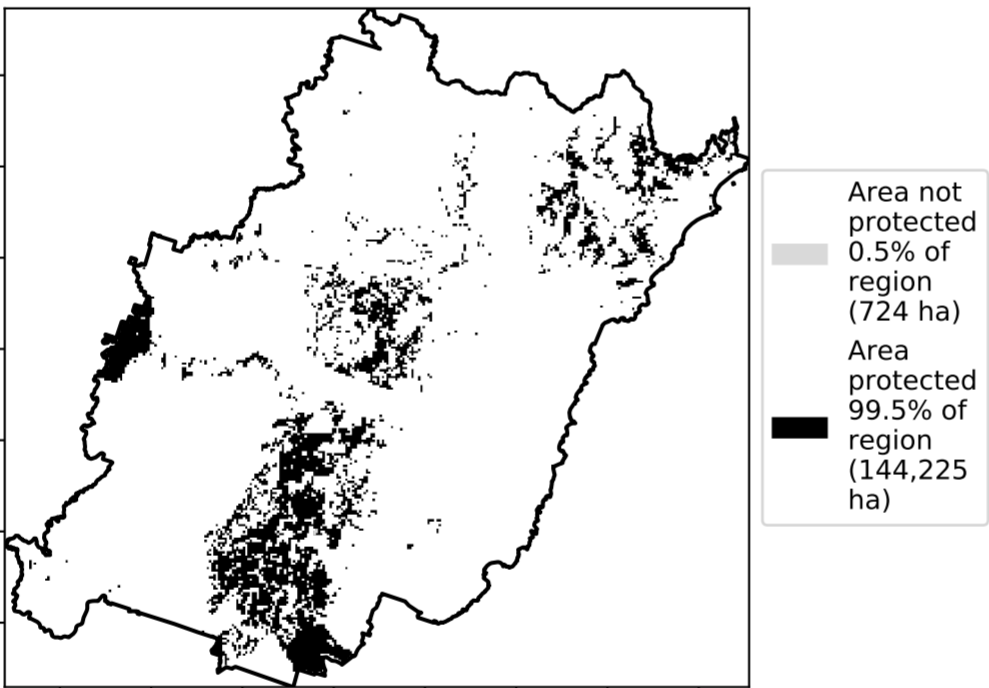 Area not
protected
0.5% of
region
(724 ha)
Area
protected
99.5% of
region
(144,225
ha)